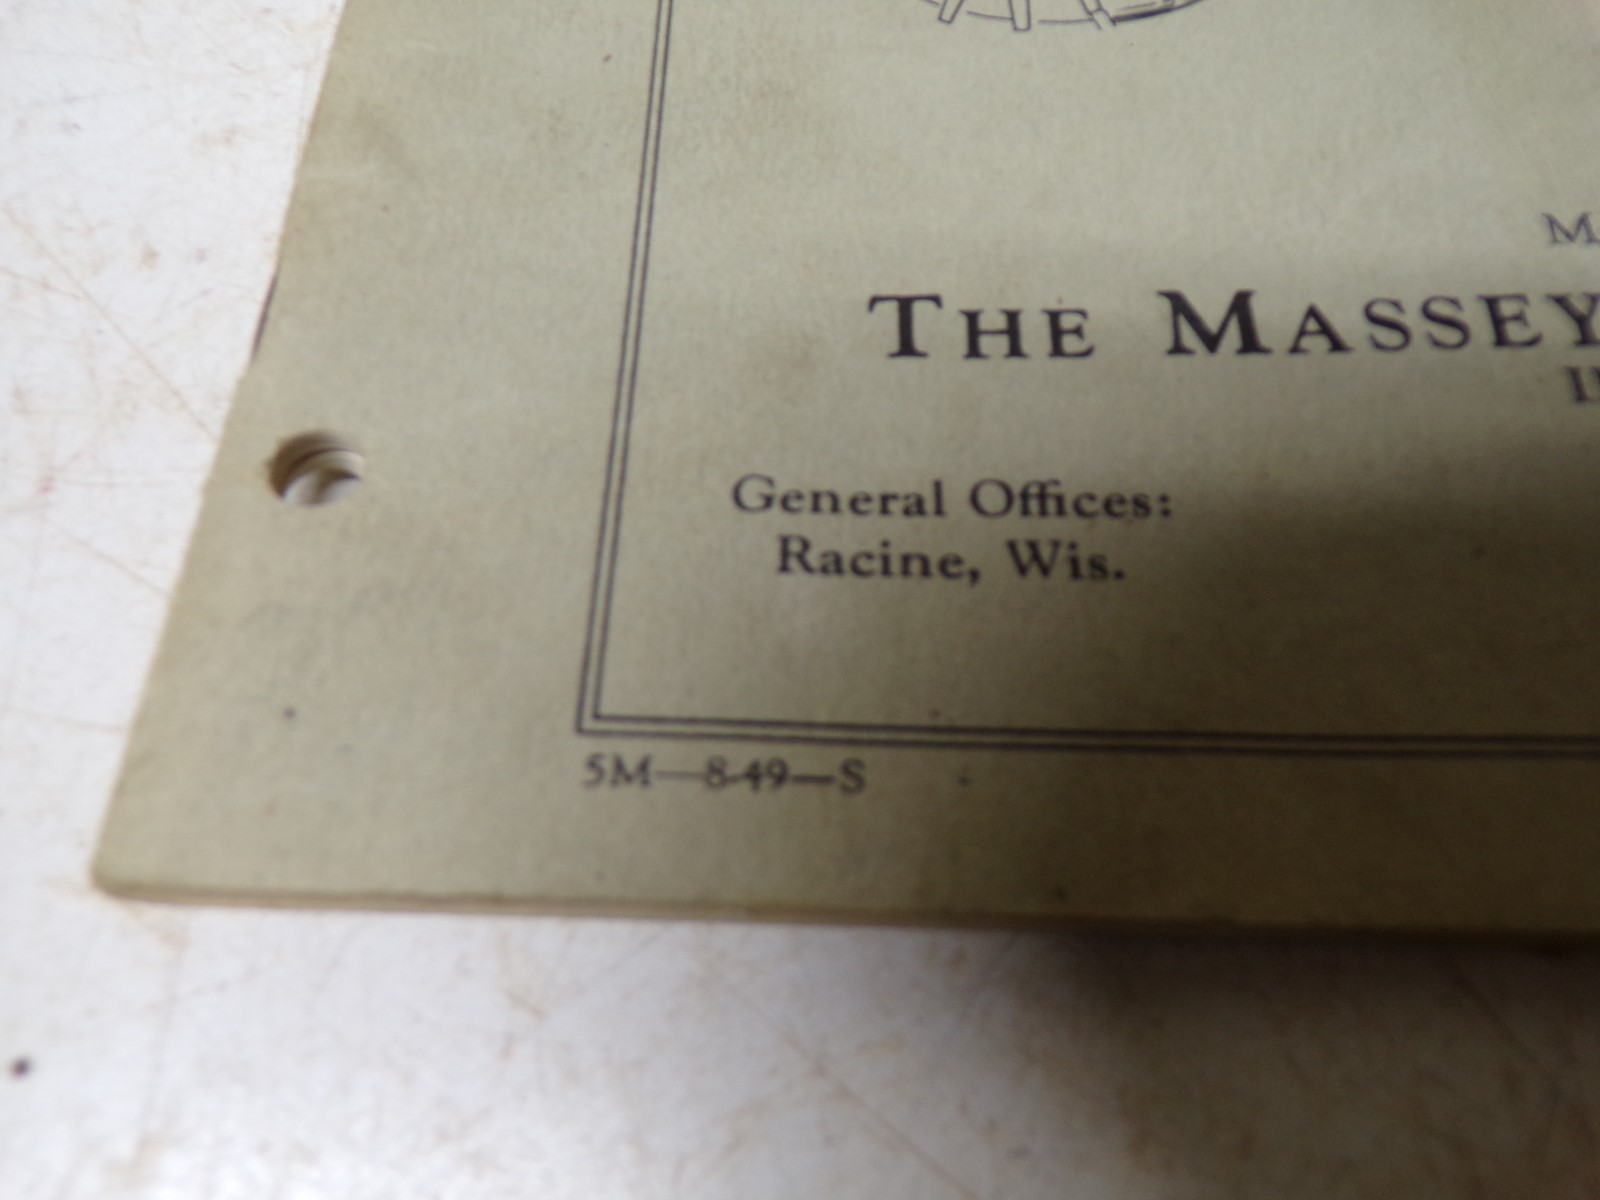 THE MASSEY
General Offices:
Racine, Wis.
5M—8-49—S